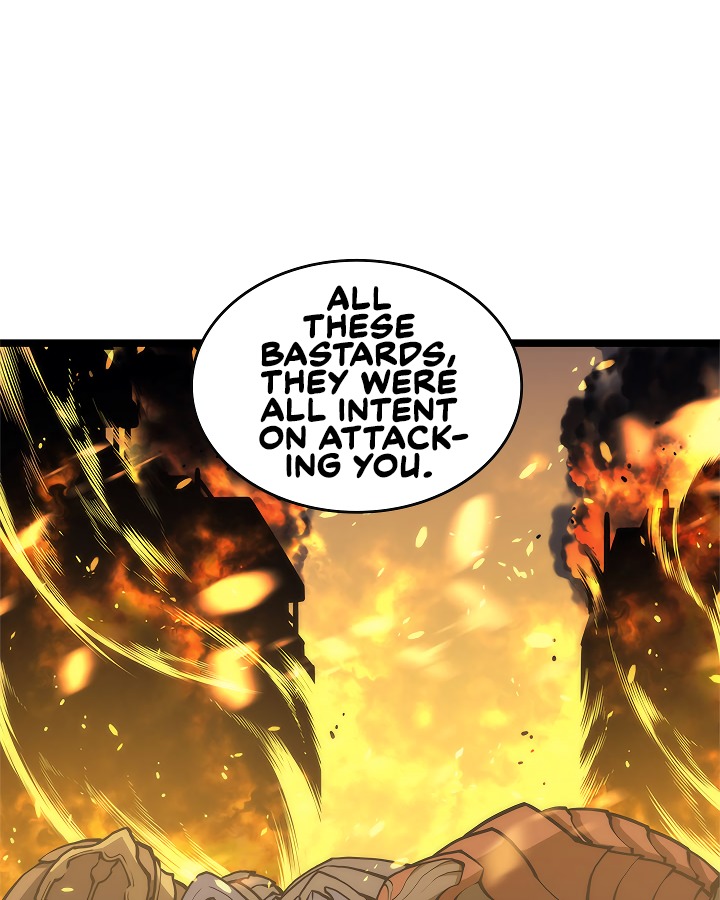 ALL
THESE
BASTARDS,
THEY WERE
ALL INTENT
ON ATTACK-
ING YOU.